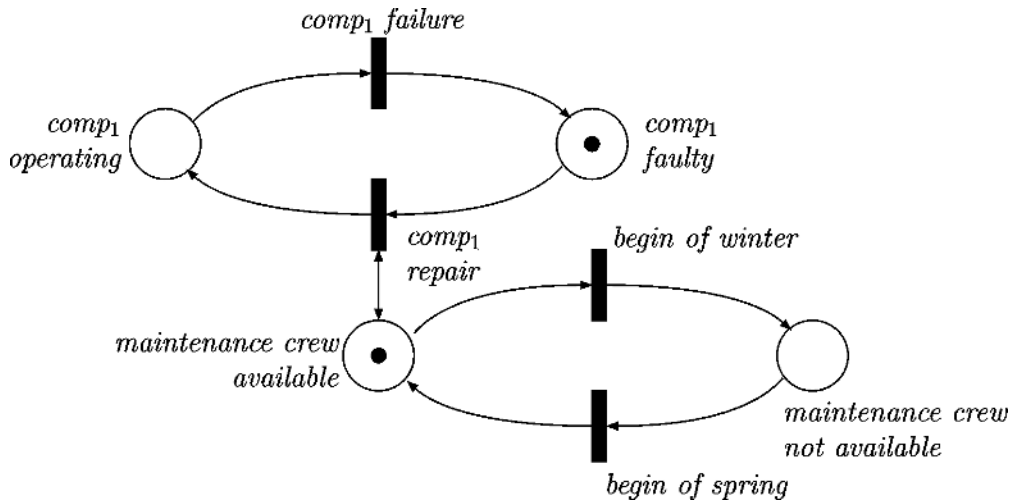 comp₁ failure
comp₁
operating
comp₁
faulty
comp₁
repair
begin of winter
maintenance crew
available
maintenance crew
not available
begin of spring